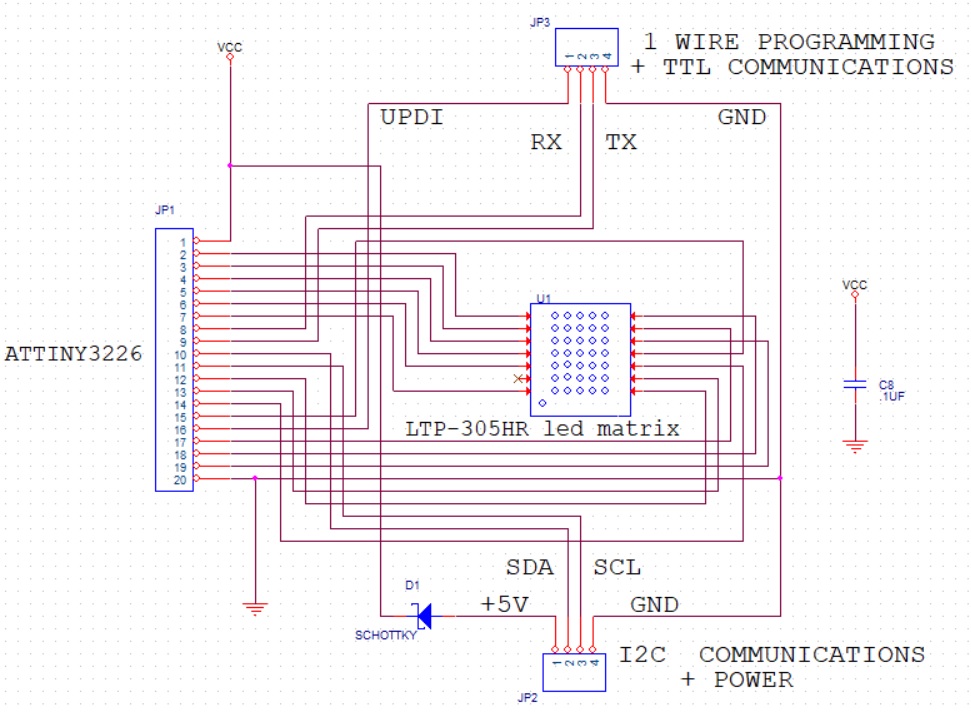 JP3
1 2 3 4
1 WIRE PROGRAMMING
+ TTL COMMUNICATIONS
VCC
UPDI
GND
RX
TX
JP1
1
2
3
4
5
6
7
8
9
10
11
12
13
14
15
16
17
18
19
20
ATTINY3226
U1
LTP-305HR led matrix
VCC
C8
.1UF
SDA
SCL
D1
SCHOTTKY
+5V
GND
1 2 3 4
JP2
I2C COMMUNICATIONS
+ POWER